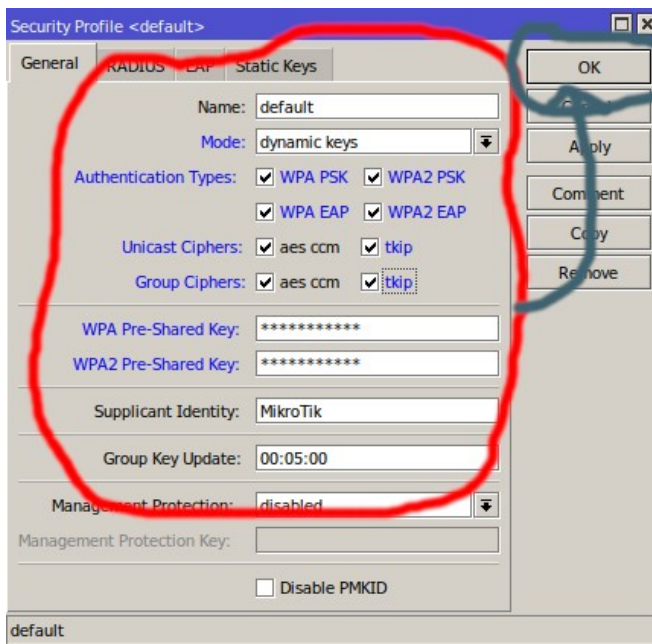 Security Profile <default>
General RADIUS EAP Static Keys
Name: default
Mode: dynamic keys
Authentication Types: WPA PSK WPA2 PSK
WPA EAP WPA2 EAP
Unicast Ciphers: aes ccm tkip
Group Ciphers: aes ccm tkip
WPA Pre-Shared Key: ***********
WPA2 Pre-Shared Key: ***********
Supplicant Identity: MikroTik
Group Key Update: 00:05:00
Management Protection: disabled
Management Protection Key:
Disable PMKID
default
OK
Apply
Comment
Copy
Remove